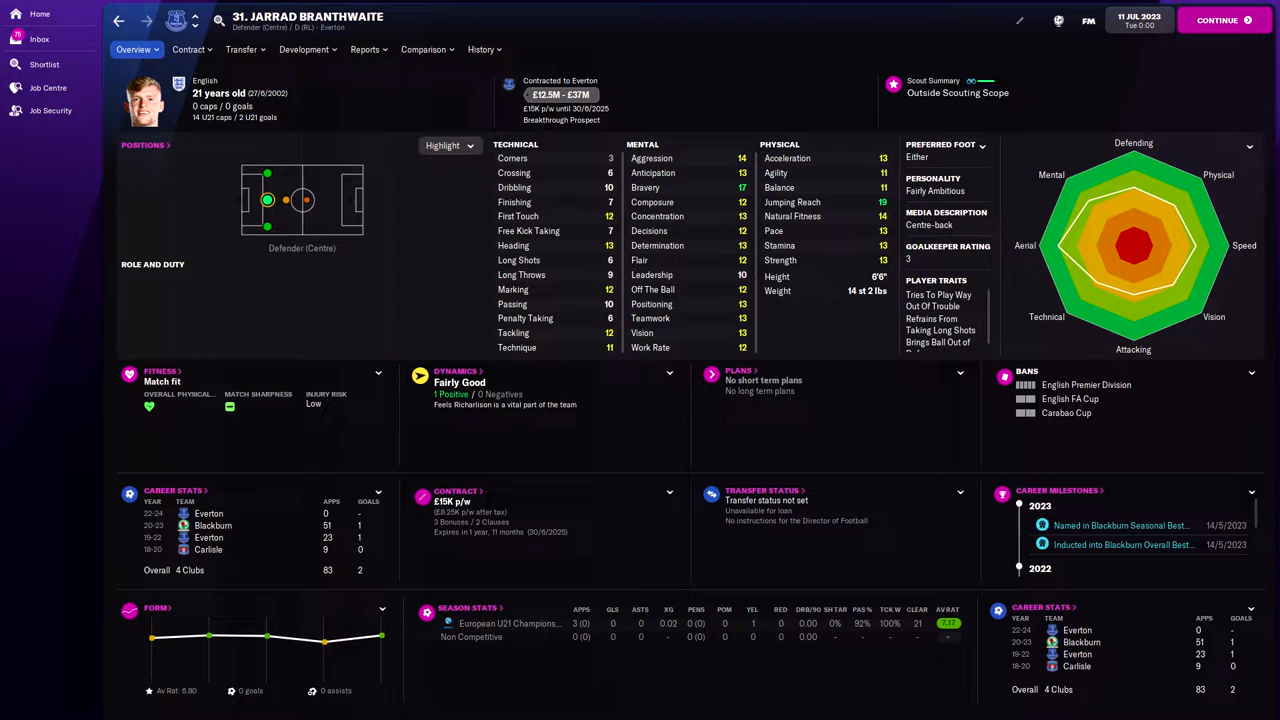 Home
75
Inbox
Shortlist
Job Centre
Job Security
31. JARRAD BRANTHWAITE
Defender (Centre) / D (RL) - Everton
FM
11 JUL 2023
Tue 0:00
CONTINUE
Overview
Contract
Transfer
Development
Reports
Comparison
History
English
21 years old (27/6/2002)
0 caps / 0 goals
14 U21 caps / 2 U21 goals
Contracted to Everton
£12.5M - £37M
£15K p/w until 30/6/2025
Breakthrough Prospect
Scout Summary
Outside Scouting Scope
POSITIONS
Highlight
Defender (Centre)
ROLE AND DUTY
TECHNICAL
Corners 3
Crossing 6
Dribbling 10
Finishing 7
First Touch 12
Free Kick Taking 7
Heading 13
Long Shots 6
Long Throws 9
Marking 12
Passing 10
Penalty Taking 6
Tackling 12
Technique 11
MENTAL
Aggression 14
Anticipation 13
Bravery 17
Composure 12
Concentration 13
Decisions 12
Determination 13
Flair 12
Leadership 10
Off The Ball 12
Positioning 13
Teamwork 13
Vision 13
Work Rate 12
PHYSICAL
Acceleration 13
Agility 11
Balance 11
Jumping Reach 19
Natural Fitness 14
Pace 13
Stamina 13
Strength 13
Height 6'6"
Weight 14 st 2 lbs
PREFERRED FOOT
Either
PERSONALITY
Fairly Ambitious
MEDIA DESCRIPTION
Centre-back
GOALKEEPER RATING
3
PLAYER TRAITS
Tries To Play Way
Out Of Trouble
Refrains From
Taking Long Shots
Brings Ball Out of
Defending
Mental
Physical
Aerial
Speed
Technical
Vision
Attacking
FITNESS
Match fit
OVERALL PHYSICAL... MATCH SHARPNESS INJURY RISK
Low
DYNAMICS
Fairly Good
1 Positive / 0 Negatives
Feels Richarlison is a vital part of the team
PLANS
No short term plans
No long term plans
BANS
English Premier Division
English FA Cup
Carabao Cup
CAREER STATS
YEAR TEAM APPS GOALS
22-24 Everton 0 -
20-23 Blackburn 51 1
19-22 Everton 23 1
18-20 Carlisle 9 0
Overall 4 Clubs 83 2
CONTRACT
£15K p/w
(£8.25K p/w after tax)
3 Bonuses / 2 Clauses
Expires in 1 year, 11 months (30/6/2025)
TRANSFER STATUS
Transfer status not set
Unavailable for loan
No instructions for the Director of Football
CAREER MILESTONES
2023
Named in Blackburn Seasonal Best... 14/5/2023
Inducted into Blackburn Overall Best... 14/5/2023
2022
FORM
Av Rat: 6.80
0 goals
0 assists
SEASON STATS APPS GLS ASTS XG PENS POM YEL RED DRB/90 SH TAR PAS % TCK W CLEAR AV RAT
European U21 Champions... 3 (0) 0 0 0.02 0 (0) 0 1 0 0.00 0% 92% 100% 21 7.17
Non Competitive 0 (0) 0 0 - 0 (0) 0 0 0 0.00 - - - - -
CAREER STATS
YEAR TEAM APPS GOALS
22-24 Everton 0 -
20-23 Blackburn 51 1
19-22 Everton 23 1
18-20 Carlisle 9 0
Overall 4 Clubs 83 2